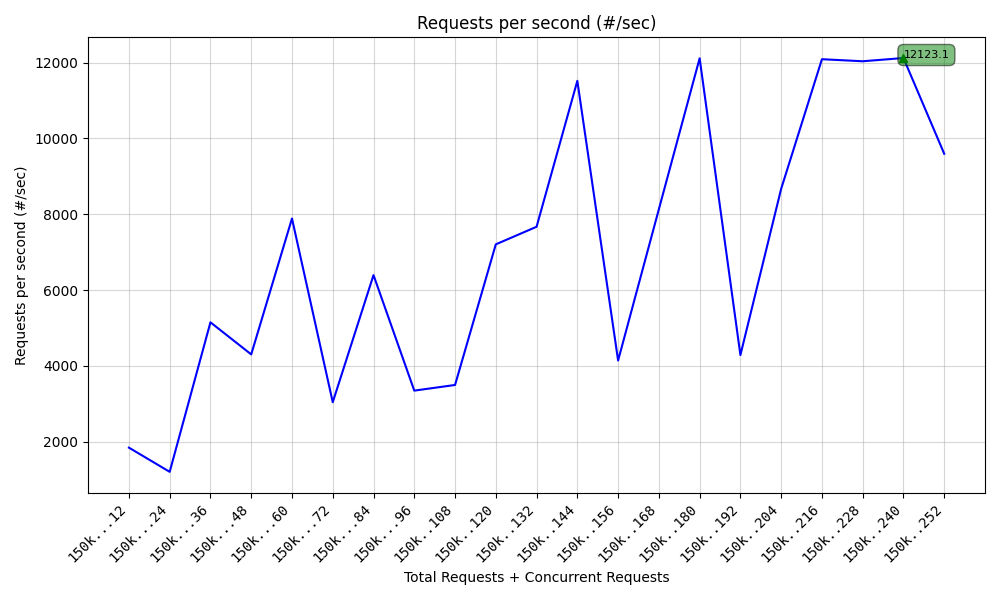 Requests per second (#/sec)
12123.1
12000
10000
8000
6000
4000
2000
Requests per second (#/sec)
150k...12
150k...24
150k...36
150k...48
150k...60
150k...72
150k...84
150k...96
150k..108
150k..120
150k..132
150k..144
150k..156
150k..168
150k..180
150k..192
150k..204
150k..216
150k..228
150k..240
150k..252
Total Requests + Concurrent Requests